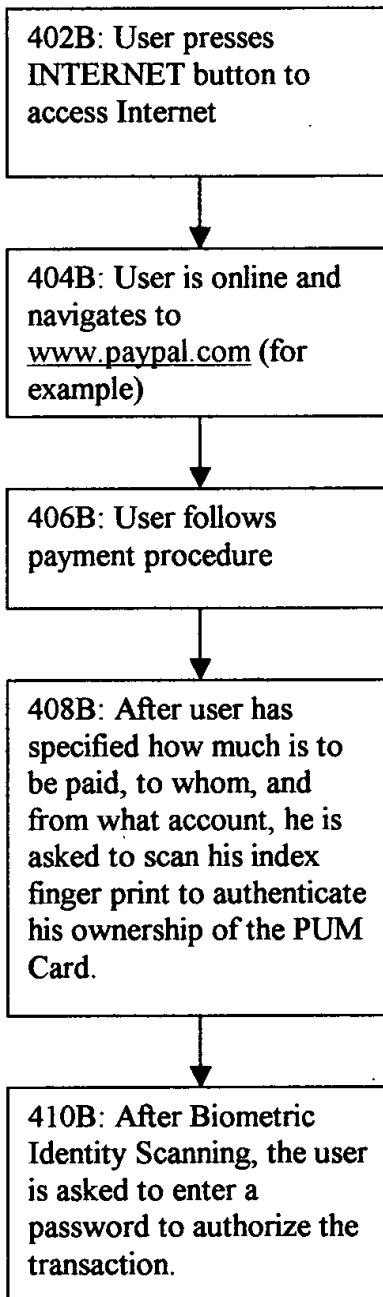 402B: User presses
INTERNET button to
access Internet
404B: User is online and
navigates to
www.paypal.com (for
example)
406B: User follows
payment procedure
408B: After user has
specified how much is to
be paid, to whom, and
from what account, he is
asked to scan his index
finger print to authenticate
his ownership of the PUM
Card.
410B: After Biometric
Identity Scanning, the user
is asked to enter a
password to authorize the
transaction.